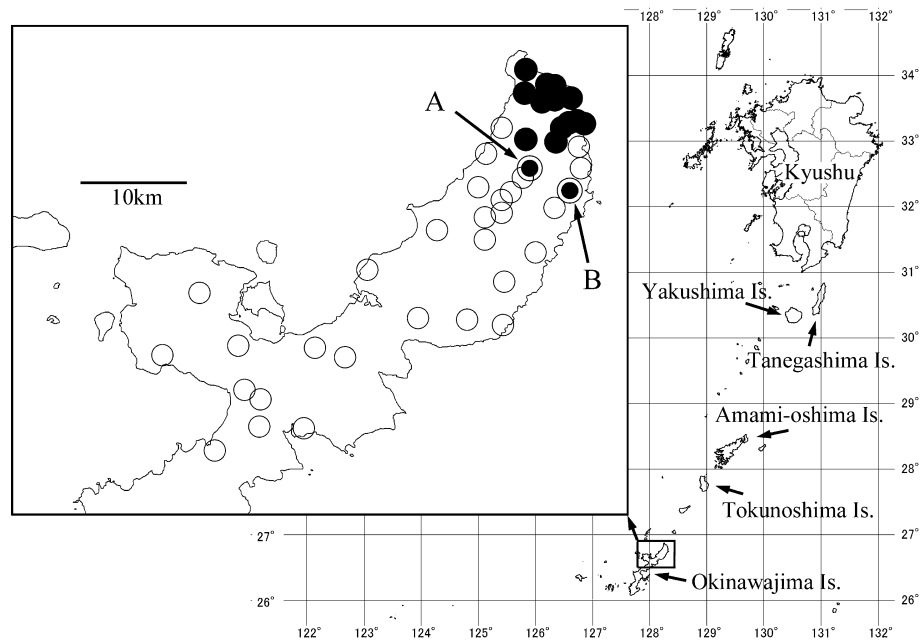 128° 129° 130° 131° 132°
34°
A
33°
Kyushu
32°
10km
31°
B
Yakushima Is.
30°
Tanegashima Is.
29°
Amami-oshima Is.
28°
Tokunoshima Is.
27° 27°
Okinawajima Is.
26° 26°
122° 123° 124° 125° 126° 127° 128° 129° 130° 131° 132°